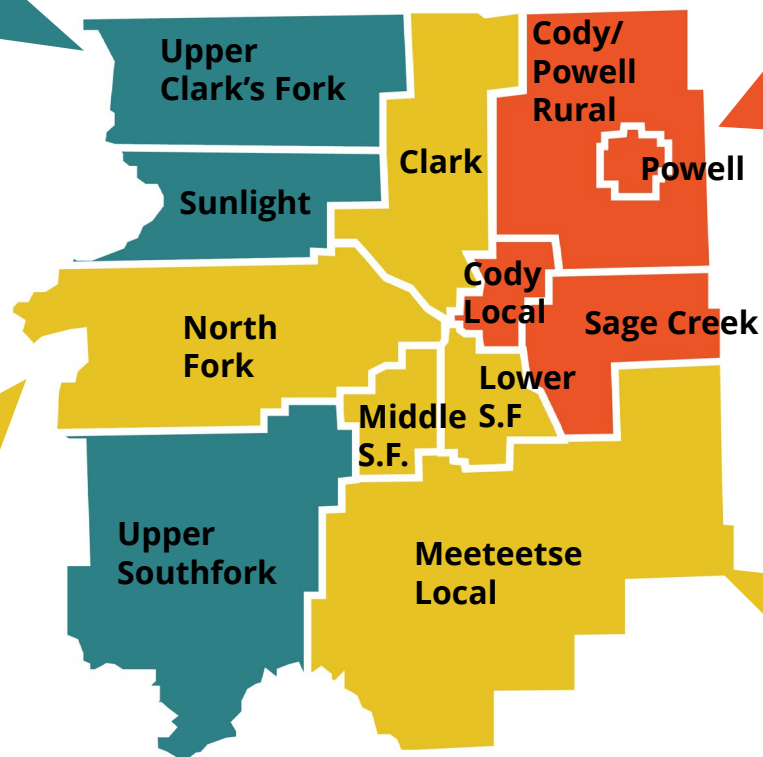 Upper
Clark's Fork
Cody/
Powell
Rural
Clark
Powell
Sunlight
Cody
Local
North
Fork
Sage Creek
Lower
S.F
Middle
S.F.
Upper
Southfork
Meeteetse
Local